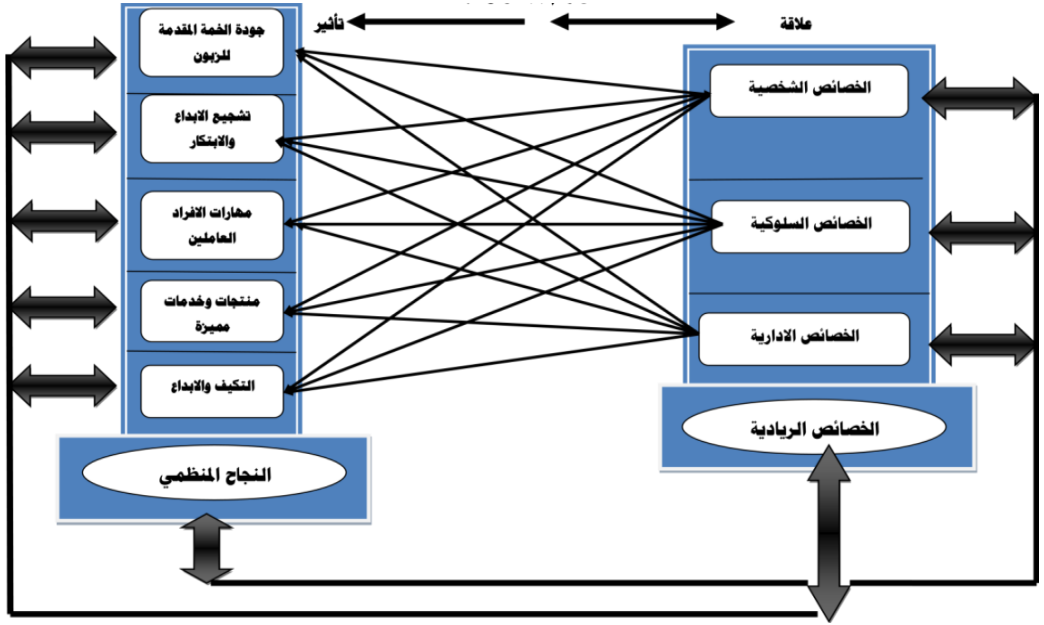 علاقة
تأثير
الخصائص الشخصية
الخصائص السلوكية
الخصائص الادارية
الخصائص الريادية
جودة الخمة المقدمة
للزبون
تشجيع الابداع
والابتكار
مهارات الافراد
العاملين
منتجات وخدمات
مميزة
التكيف والابداع
النجاح المنظمي